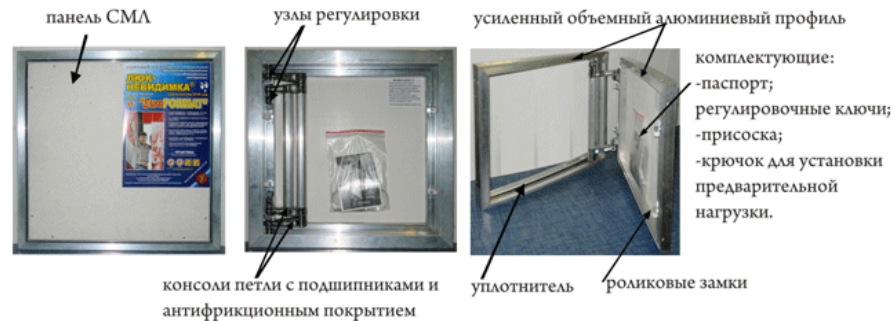 панель СМЛ
узлы регулировки
усиленный объемный алюминиевый профиль
комплектующие:
-паспорт;
регулировочные ключи;
-присоска;
-крючок для установки
предварительной
нагрузки.
ЛЮК-
НЕВИДИМКА
консоли петли с подшипниками и
антифрикционным покрытием
уплотнитель
роликовые замки